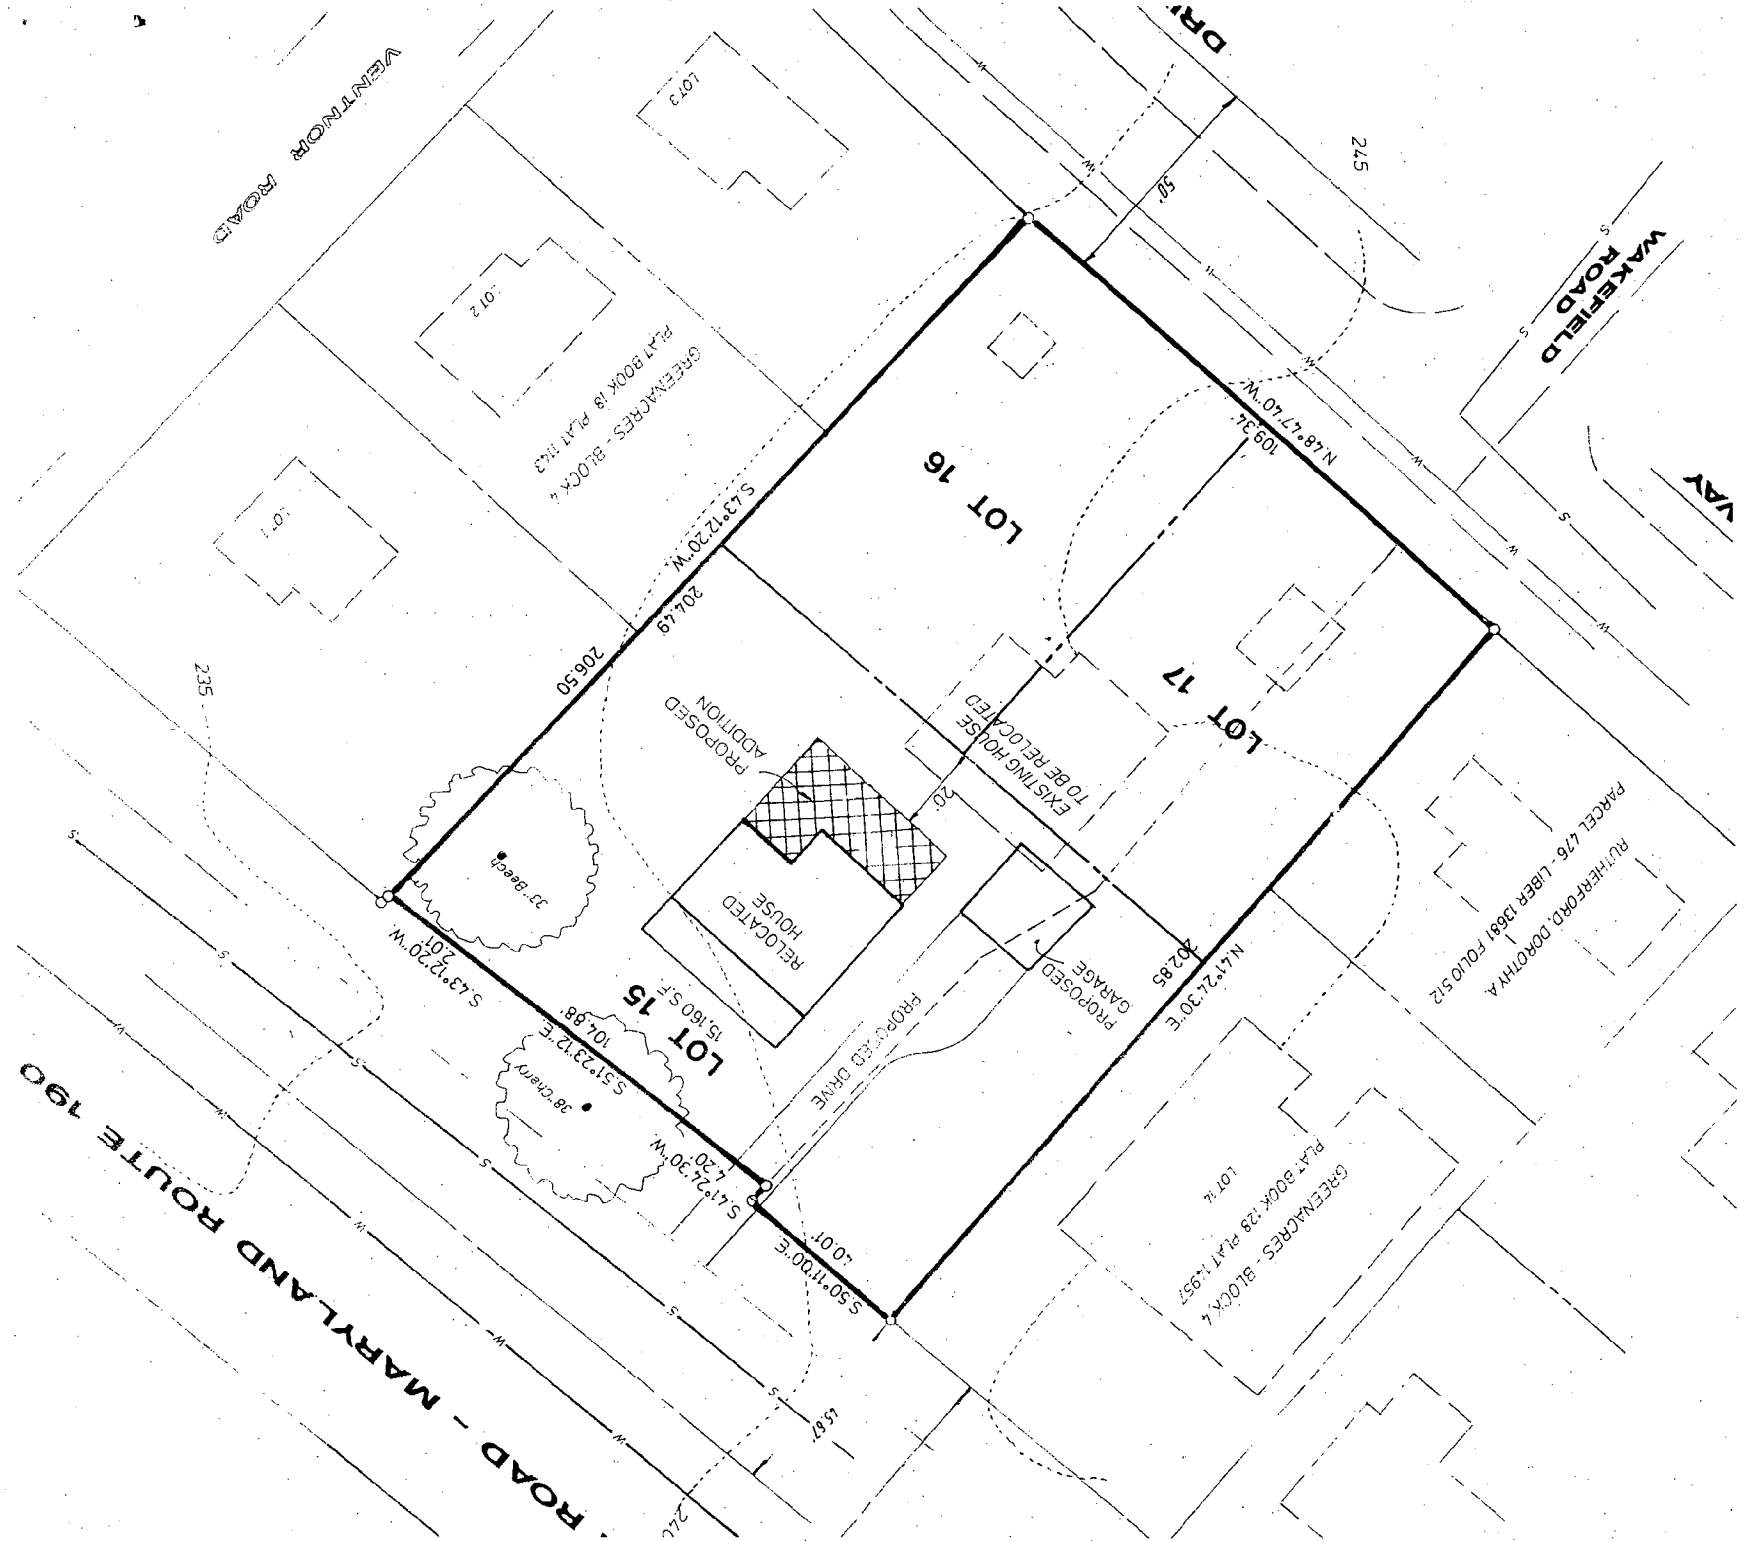 VENTNOR ROAD
LOT 3
DRI
50'
245
WAKEFIELD
ROAD
WAY
LOT 2
GREENACRES - BLOCK 4
PLAT BOOK 18 PLAT 1143
LOT 1
N.48°47'40"W.
109.34'
LOT 16
S.43°12'20"W.
204.49
206.50
235
LOT 17
PROPOSED
ADDITION
EXISTING HOUSE
TO BE RELOCATED
20'
33" Beech
RELOCATED
HOUSE
LOT 15
15,160 S.F.
PROPOSED
GARAGE
N.41°24'30"E
202.85
RUTHERFORD, DOROTHY A.
PARCEL 476 - LIBER 13681 FOLIO 512
S.43°12'20"W.
2.01'
S.51°23'12"E.
104.88'
38" Cherry
PROPOSED DRIVE
S.41°24'30"W.
4.20'
S.50°11'00"E.
40.01'
GREENACRES - BLOCK 4
PLAT BOOK 128 PLAT 14957
LOT 14
45.87'
240
ROAD - MARYLAND ROUTE 190